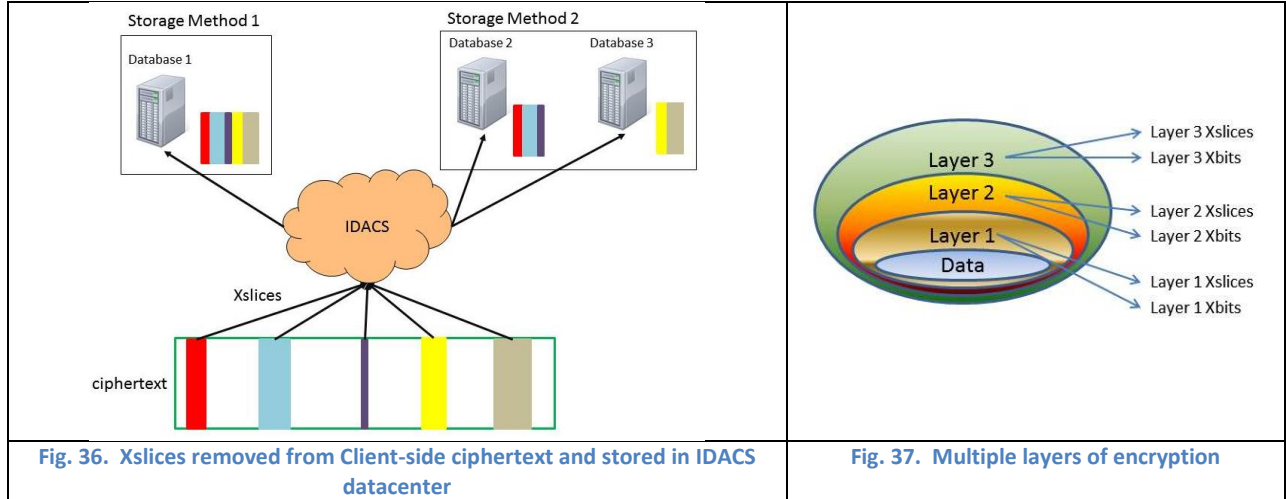 Storage Method 1
Storage Method 2
Database 1
Database 2
Database 3
IDACS
Xslices
ciphertext
Fig. 36. Xslices removed from Client-side ciphertext and stored in IDACS
datacenter
Layer 3
Layer 2
Layer 1
Data
Layer 3 Xslices
Layer 3 Xbits
Layer 2 Xslices
Layer 2 Xbits
Layer 1 Xslices
Layer 1 Xbits
Fig. 37. Multiple layers of encryption